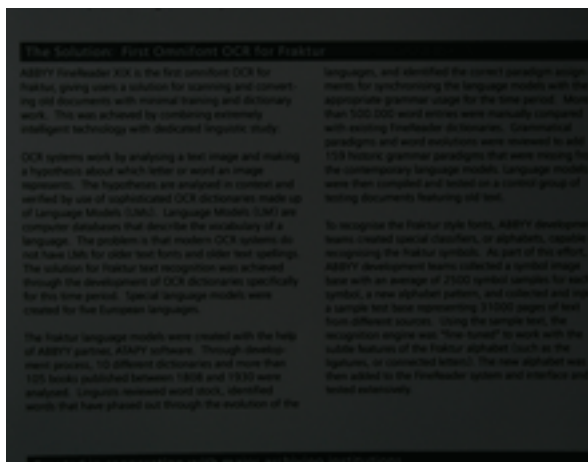 The Solution: First Omnifont OCR for Fraktur
ABBYY FineReader XIX is the first omnifont OCR for
Fraktur, giving users a solution for scanning and convert-
ing old documents with minimal training and dictionary
work. This was achieved by combining extremely
intelligent technology with dedicated linguistic study.
OCR systems work by analysing a text image and making
a hypothesis about which letter or word an image
represents. The hypotheses are analysed in context and
verified by use of sophisticated OCR dictionaries made up
of Language Models (LMs). Language Models (LM) are
computer databases that describe the vocabulary of a
language. The problem is that modern OCR systems do
not have LMs for older text fonts and older text spellings.
The solution for Fraktur text recognition was achieved
through the development of OCR dictionaries specifically
for this time period. Special language models were
created for five European languages.
The Fraktur language models were created with the help
of ABBYY partner, ATAPY software. Through develop-
ment process, 10 different dictionaries and more than
105 books published between 1808 and 1930 were
analysed. Linguists reviewed word stock, identified
words that have phased out through the evolution of the
languages, and identified the correct paradigm assign-
ments for synchronising the language models with the
appropriate grammar usage for the time period. More
than 500,000 word entries were manually compared
with existing FineReader dictionaries. Grammatical
paradigms and word evolutions were reviewed to add
159 historic grammar paradigms that were missing from
the contemporary language models. Language models
were then compiled and tested on a control group of
testing documents featuring old text.
To recognise the Fraktur style fonts, ABBYY developme
teams created special classifiers, or alphabets, capable
recognising the Fraktur symbols. As part of this effort,
ABBYY development teams collected a symbol image
base with an average of 2500 symbol samples for each
symbol, a new alphabet pattern, and collected and
a sample text base representing 31000 pages of text
from different sources. Using the sample text, the
recognition engine was "fine-tuned" to work with the
subtle features of the Fraktur alphabet (such as the
ligatures, or connected letters). The new alphabet was
then added to the FineReader system and interface and
tested extensively.